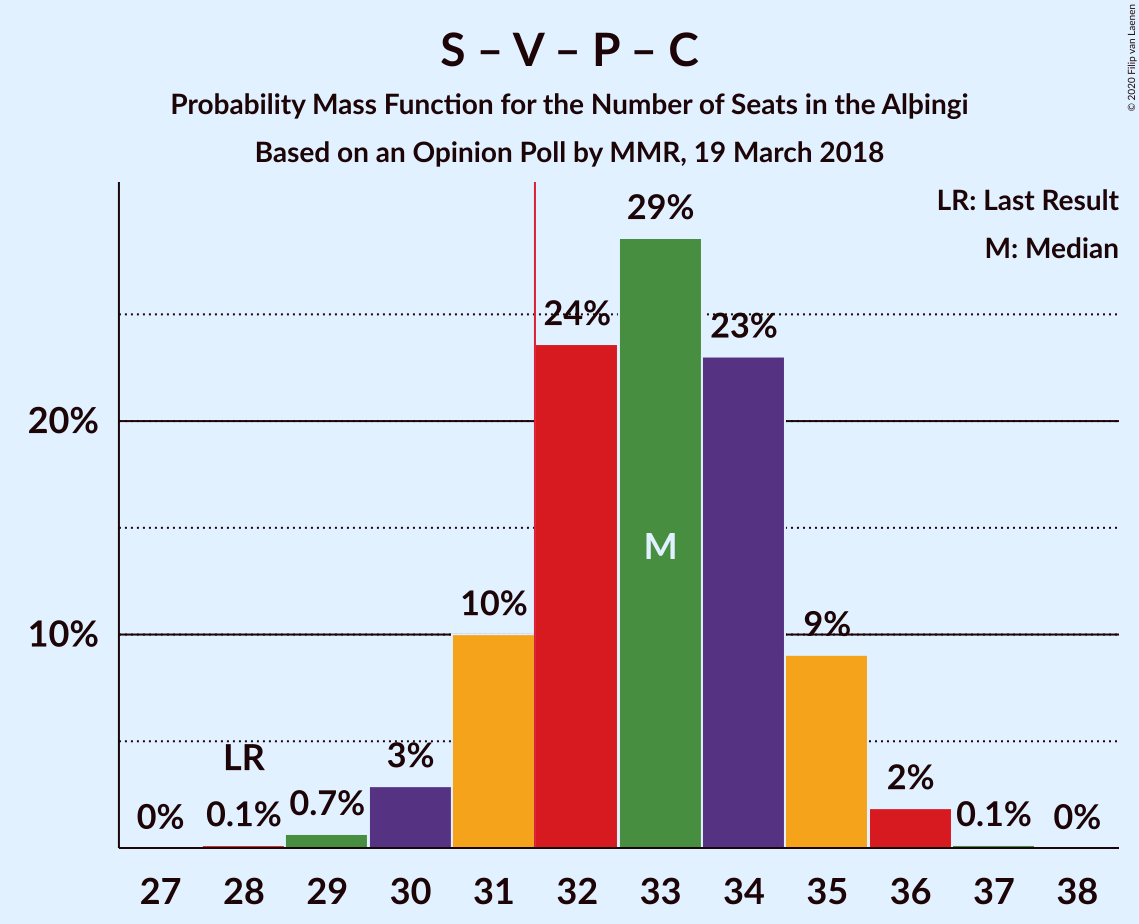 S – V – P – C
Probability Mass Function for the Number of Seats in the Alþingi
Based on an Opinion Poll by MMR, 19 March 2018
© 2020 Filip van Laenen
LR: Last Result
M: Median
29%
24%
23%
20%
M
10%
9%
10%
LR
3%
2%
0%
0.1%
0.7%
0.1%
0%
27 28 29 30 31 32 33 34 35 36 37 38